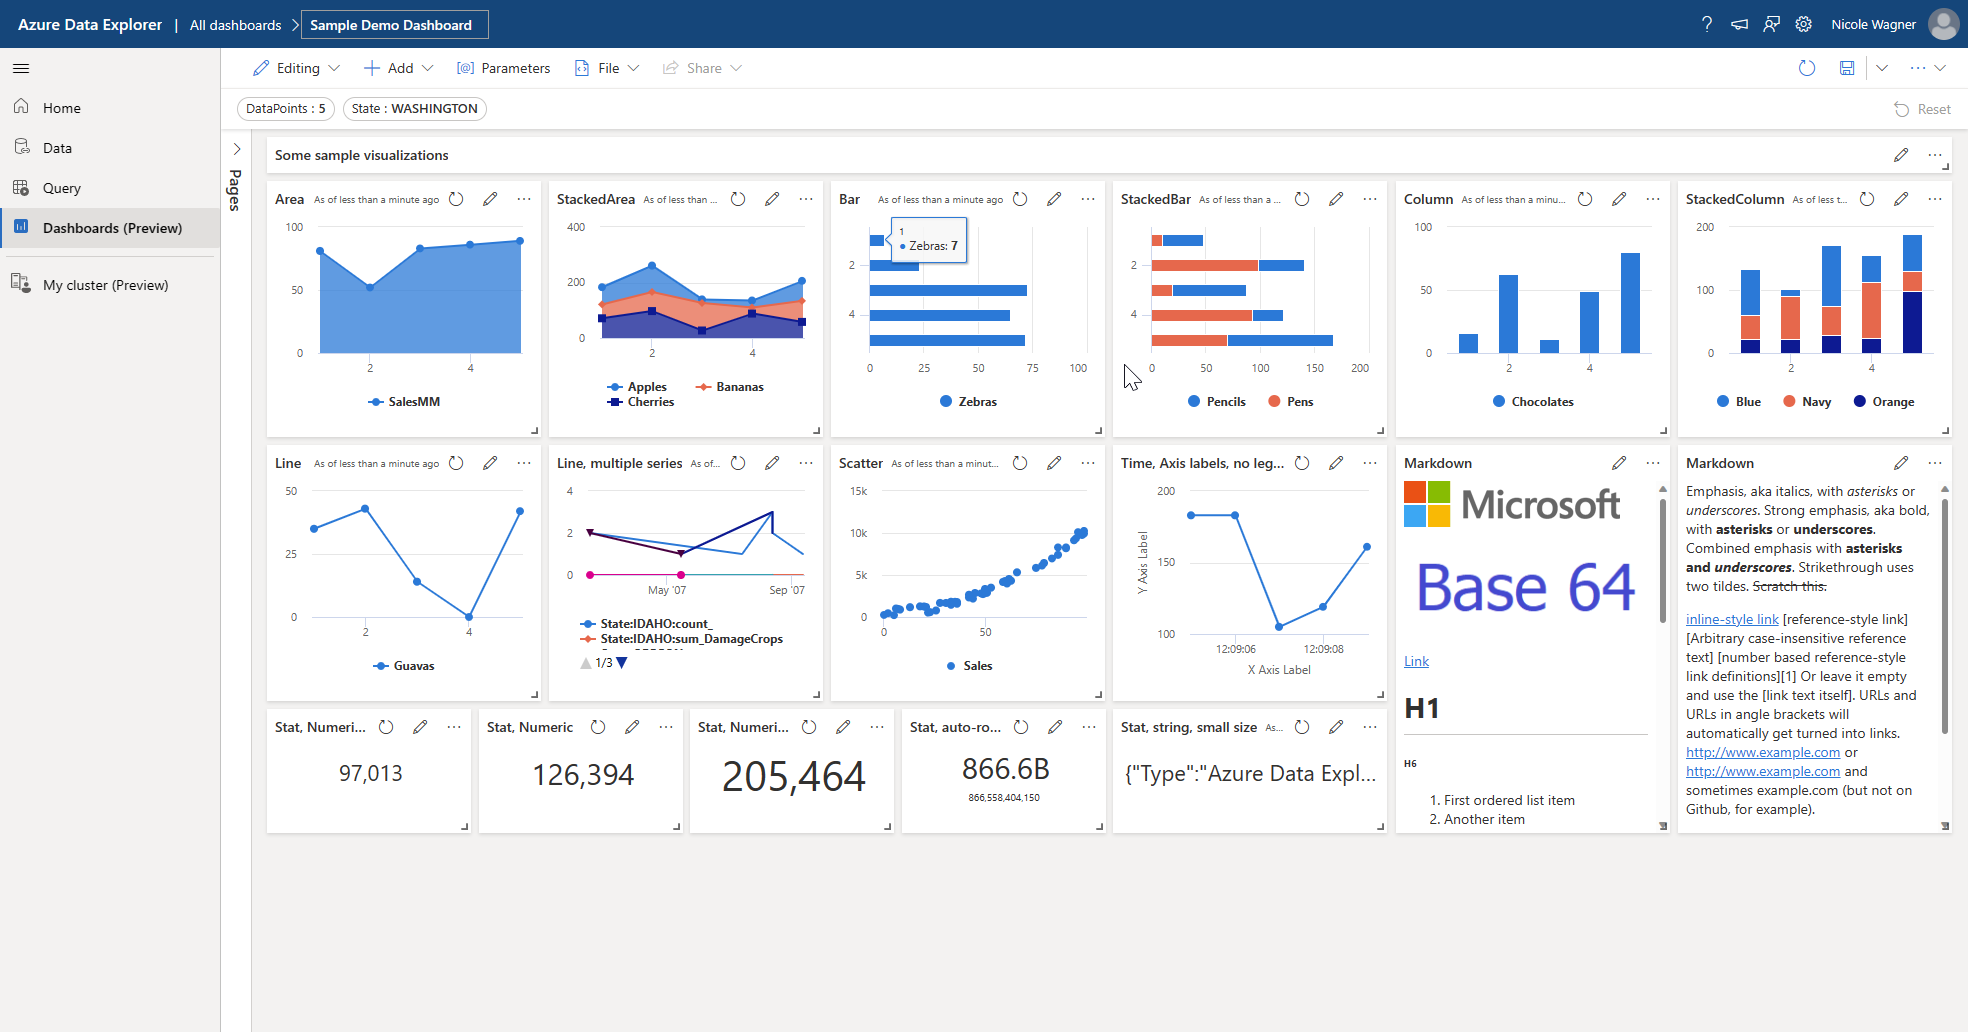 Azure Data Explorer | All dashboards > Sample Demo Dashboard
Nicole Wagner
Editing Add Parameters File Share
DataPoints : 5 State : WASHINGTON Reset
Home
Data
Query
Dashboards (Preview)
My cluster (Preview)
Pages
Some sample visualizations
Area As of less than a minute ago
100
50
0
2 4
SalesMM
StackedArea As of less than ...
400
200
0
2 4
Apples Bananas
Cherries
Bar As of less than a minute ago
1
Zebras: 7
2
4
0 25 50 75 100
Zebras
StackedBar As of less than a ...
2
4
0 50 100 150 200
Pencils Pens
Column As of less than a minu...
100
50
0
2 4
Chocolates
StackedColumn As of less t...
200
100
0
2 4
Blue Navy Orange
Line As of less than a minute ago
50
25
0
2 4
Guavas
Line, multiple series As of...
4
2
0
May '07 Sep '07
State:IDAHO:count_
State:IDAHO:sum_DamageCrops
1/3
Scatter As of less than a minut...
15k
10k
5k
0
0 50
Sales
Time, Axis labels, no leg...
200
150
100
Y Axis Label
12:09:06 12:09:08
X Axis Label
Markdown
Microsoft
Base 64
Link
H1
H6
1. First ordered list item
2. Another item
Markdown
Emphasis, aka italics, with asterisks or
underscores. Strong emphasis, aka bold,
with asterisks or underscores.
Combined emphasis with asterisks
and underscores. Strikethrough uses
two tildes. Scratch this.
inline-style link [reference-style link]
[Arbitrary case-insensitive reference
text] [number based reference-style
link definitions][1] Or leave it empty
and use the [link text itself]. URLs and
URLs in angle brackets will
automatically get turned into links.
http://www.example.com or
http://www.example.com and
sometimes example.com (but not on
Github, for example).
Stat, Numeri...
97,013
Stat, Numeric
126,394
Stat, Numeri...
205,464
Stat, auto-ro...
866.6B
866,558,404,150
Stat, string, small size As...
{"Type":"Azure Data Expl...